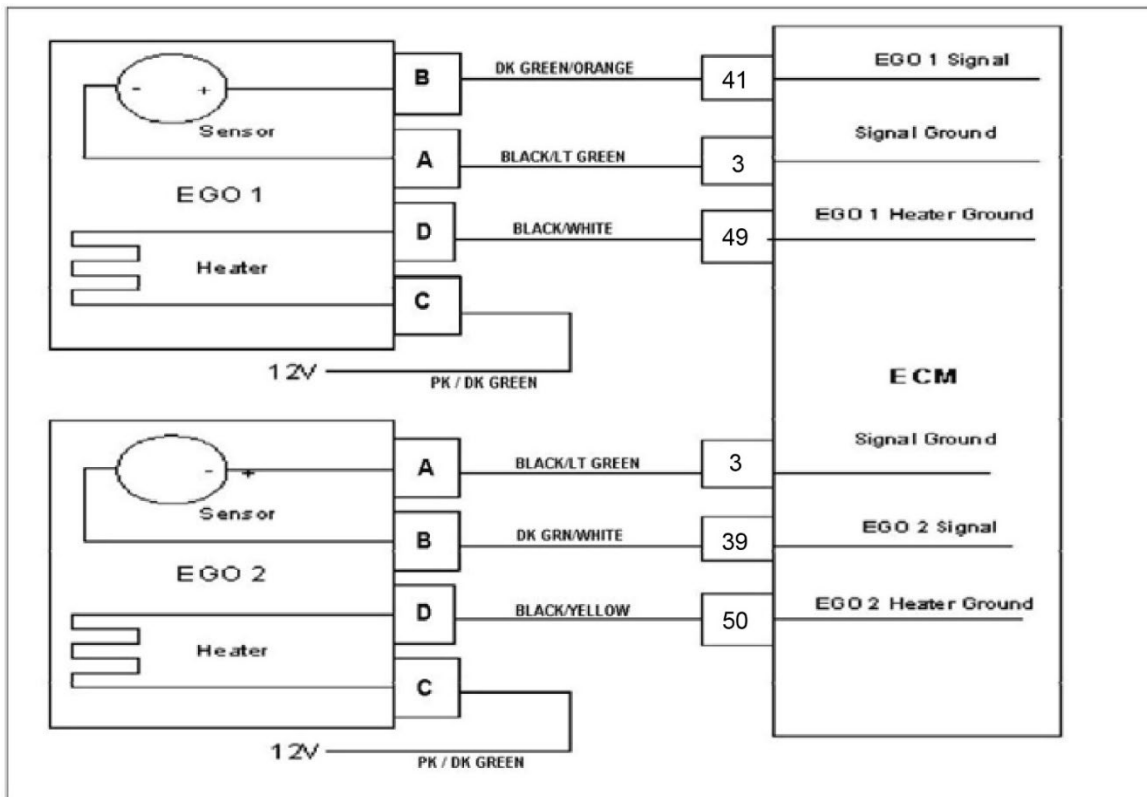 B
DK GREEN/ORANGE
41
EGO 1 Signal
- +
Sensor
A
BLACK/LT GREEN
3
Signal Ground
EGO 1
D
BLACK/WHITE
49
EGO 1 Heater Ground
Heater
C
12V
PK / DK GREEN
ECM
A
BLACK/LT GREEN
3
Signal Ground
- +
Sensor
B
DK GRN/WHITE
39
EGO 2 Signal
EGO 2
D
BLACK/YELLOW
50
EGO 2 Heater Ground
Heater
C
12V
PK / DK GREEN